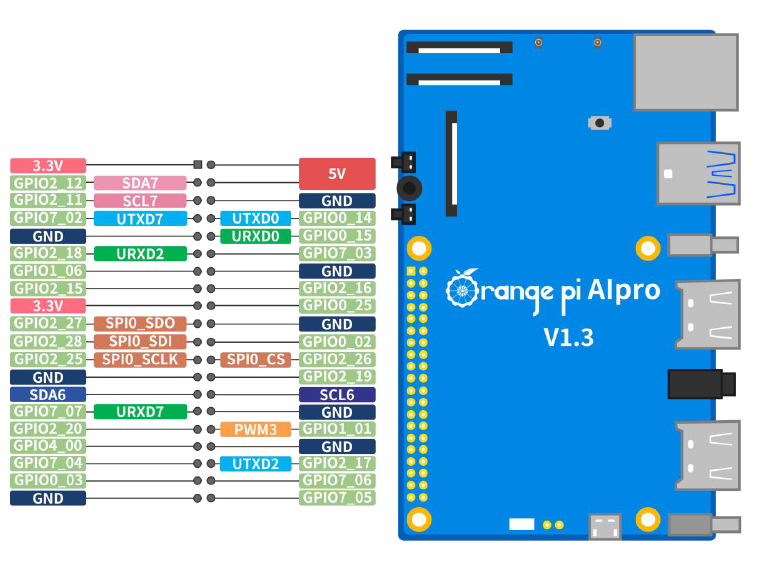 3.3V 5V
GPIO2_12 SDA7
GPIO2_11 SCL7 GND
GPIO7_02 UTXD7 UTXD0 GPIO0_14
GND URXD0 GPIO0_15
GPIO2_18 URXD2 GPIO7_03
GPIO1_06 GND
GPIO2_15 GPIO2_16
3.3V GPIO0_25
GPIO2_27 SPI0_SDO GND
GPIO2_28 SPI0_SDI GPIO0_02
GPIO2_25 SPI0_SCLK SPI0_CS GPIO2_26
GND GPIO2_19
SDA6 SCL6
GPIO7_07 URXD7 GND
GPIO2_20 PWM3 GPIO1_01
GPIO4_00 GND
GPIO7_04 UTXD2 GPIO2_17
GPIO0_03 GPIO7_06
GND GPIO7_05
Orange pi AIpro
V1.3